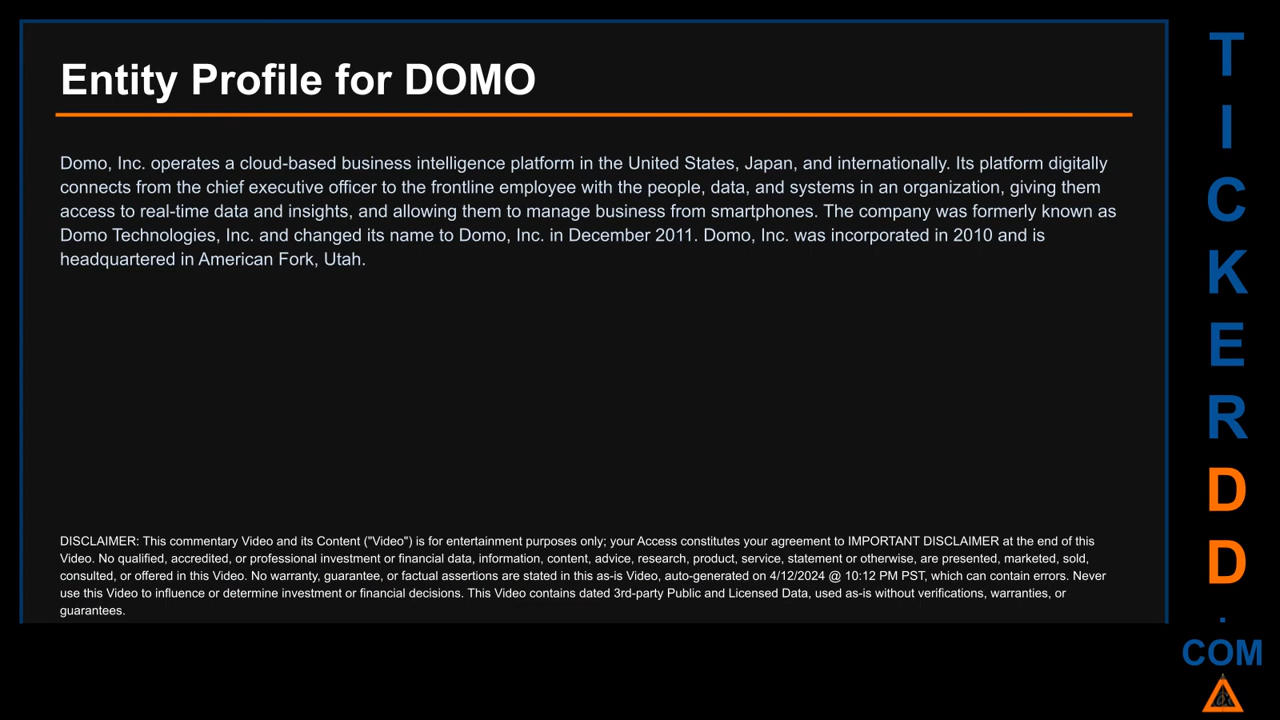 Entity Profile for DOMO
Domo, Inc. operates a cloud-based business intelligence platform in the United States, Japan, and internationally. Its platform digitally
connects from the chief executive officer to the frontline employee with the people, data, and systems in an organization, giving them
access to real-time data and insights, and allowing them to manage business from smartphones. The company was formerly known as
Domo Technologies, Inc. and changed its name to Domo, Inc. in December 2011. Domo, Inc. was incorporated in 2010 and is
headquartered in American Fork, Utah.
DISCLAIMER: This commentary Video and its Content ("Video") is for entertainment purposes only; your Access constitutes your agreement to IMPORTANT DISCLAIMER at the end of this
Video. No qualified, accredited, or professional investment or financial data, information, content, advice, research, product, service, statement or otherwise, are presented, marketed, sold,
consulted, or offered in this Video. No warranty, guarantee, or factual assertions are stated in this as-is Video, auto-generated on 4/12/2024 @ 10:12 PM PST, which can contain errors. Never
use this Video to influence or determine investment or financial decisions. This Video contains dated 3rd-party Public and Licensed Data, used as-is without verifications, warranties, or
guarantees.
T
I
C
K
E
R
D
D
.
COM